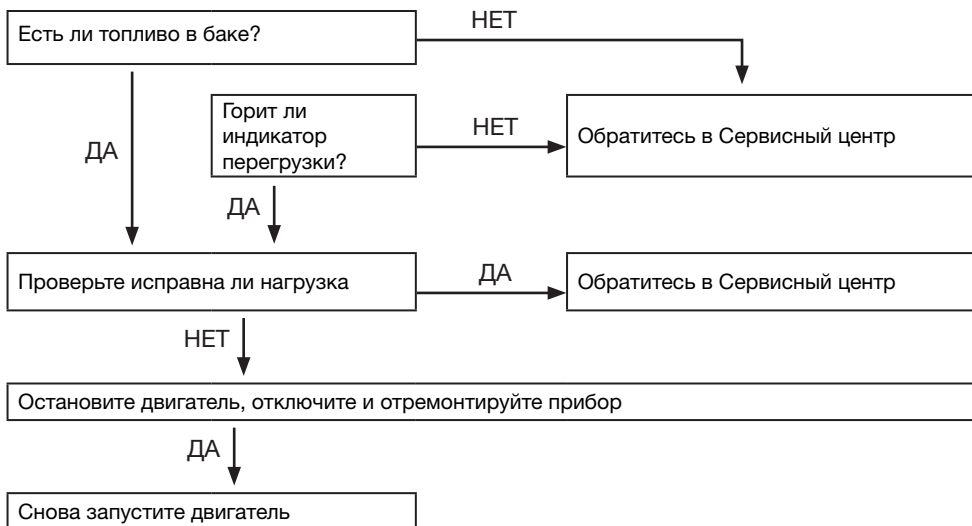 Есть ли топливо в баке?
НЕТ
Горит ли
индикатор
перегрузки?
НЕТ
Обратитесь в Сервисный центр
ДА
ДА
Проверьте исправна ли нагрузка
ДА
Обратитесь в Сервисный центр
НЕТ
Остановите двигатель, отключите и отремонтируйте прибор
ДА
Снова запустите двигатель